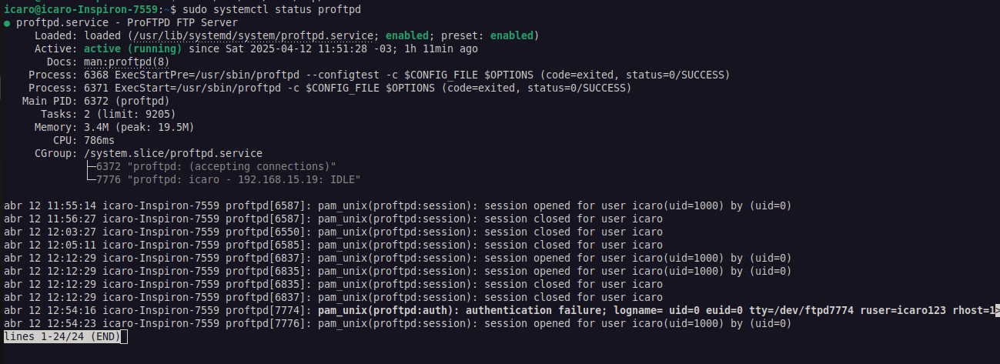 icaro@icaro-Inspiron-7559:~$ sudo systemctl status proftpd
● proftpd.service - ProFTPD FTP Server
Loaded: loaded (/usr/lib/systemd/system/proftpd.service; enabled; preset: enabled)
Active: active (running) since Sat 2025-04-12 11:51:28 -03; 1h 11min ago
Docs: man:proftpd(8)
Process: 6368 ExecStartPre=/usr/sbin/proftpd --configtest -c $CONFIG_FILE $OPTIONS (code=exited, status=0/SUCCESS)
Process: 6371 ExecStart=/usr/sbin/proftpd -c $CONFIG_FILE $OPTIONS (code=exited, status=0/SUCCESS)
Main PID: 6372 (proftpd)
Tasks: 2 (limit: 9205)
Memory: 3.4M (peak: 19.5M)
CPU: 786ms
CGroup: /system.slice/proftpd.service
├─6372 "proftpd: (accepting connections)"
└─7776 "proftpd: icaro - 192.168.15.19: IDLE"
abr 12 11:55:14 icaro-Inspiron-7559 proftpd[6587]: pam_unix(proftpd:session): session opened for user icaro(uid=1000) by (uid=0)
abr 12 11:56:27 icaro-Inspiron-7559 proftpd[6587]: pam_unix(proftpd:session): session closed for user icaro
abr 12 12:03:27 icaro-Inspiron-7559 proftpd[6550]: pam_unix(proftpd:session): session closed for user icaro
abr 12 12:05:11 icaro-Inspiron-7559 proftpd[6585]: pam_unix(proftpd:session): session closed for user icaro
abr 12 12:12:29 icaro-Inspiron-7559 proftpd[6837]: pam_unix(proftpd:session): session opened for user icaro(uid=1000) by (uid=0)
abr 12 12:12:29 icaro-Inspiron-7559 proftpd[6835]: pam_unix(proftpd:session): session opened for user icaro(uid=1000) by (uid=0)
abr 12 12:12:29 icaro-Inspiron-7559 proftpd[6835]: pam_unix(proftpd:session): session closed for user icaro
abr 12 12:12:29 icaro-Inspiron-7559 proftpd[6837]: pam_unix(proftpd:session): session closed for user icaro
abr 12 12:54:16 icaro-Inspiron-7559 proftpd[7774]: pam_unix(proftpd:auth): authentication failure; logname= uid=0 euid=0 tty=/dev/ftpd7774 ruser=icaro123 rhost=1>
abr 12 12:54:23 icaro-Inspiron-7559 proftpd[7776]: pam_unix(proftpd:session): session opened for user icaro(uid=1000) by (uid=0)
lines 1-24/24 (END)